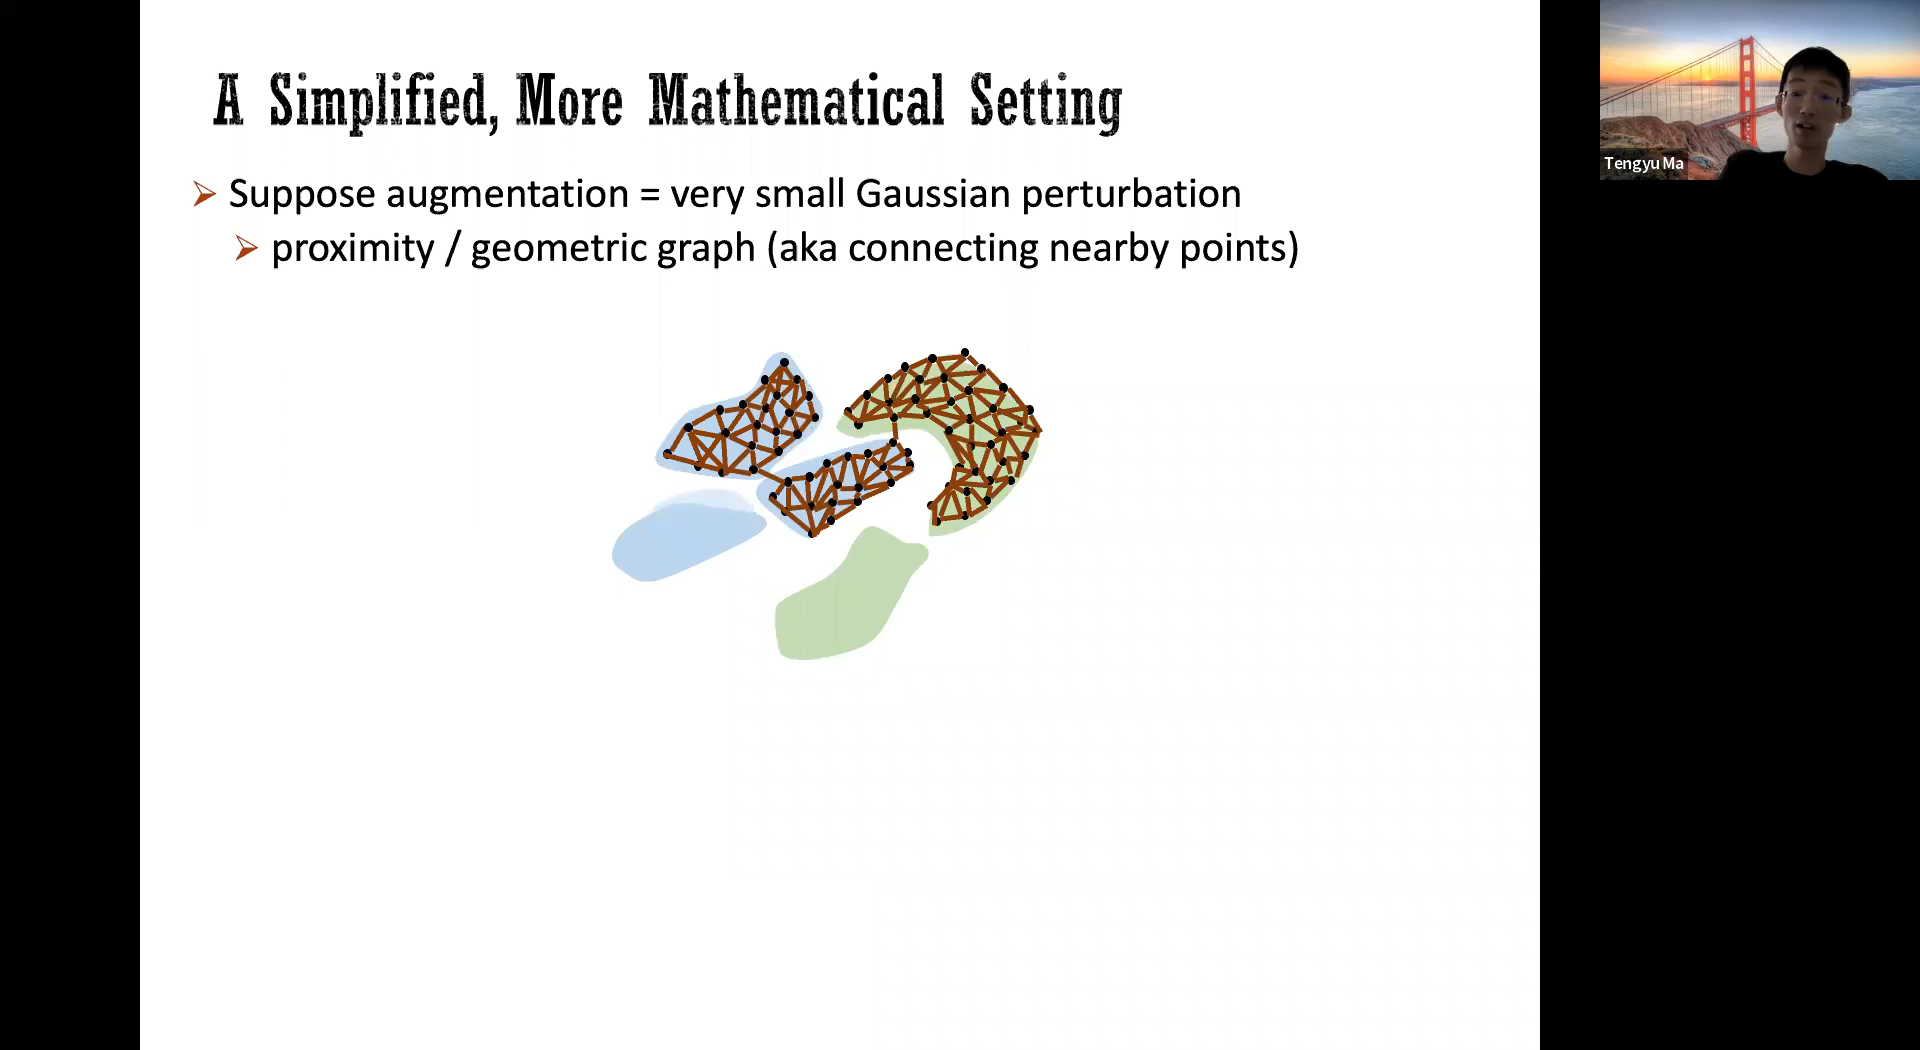 A Simplified, More Mathematical Setting
Suppose augmentation = very small Gaussian perturbation
proximity / geometric graph (aka connecting nearby points)
Tengyu Ma